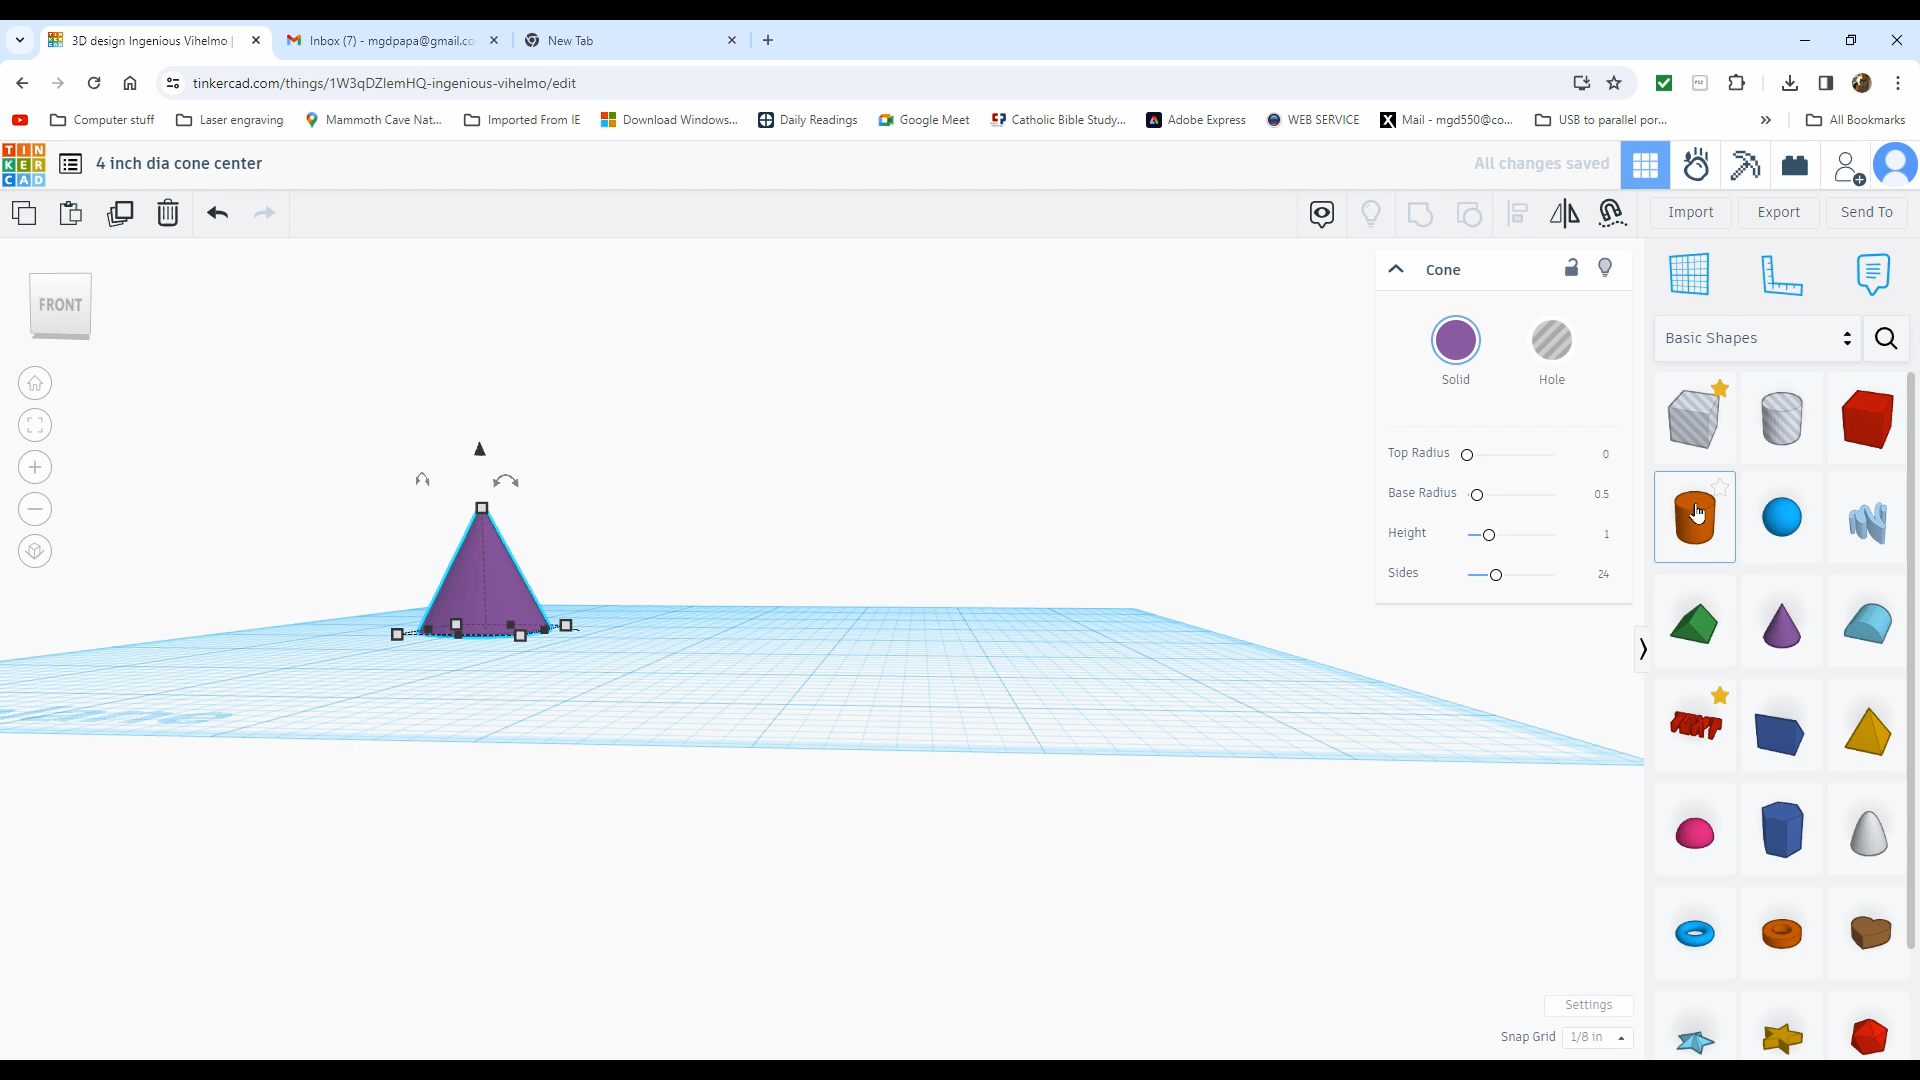 3D design Ingenious Vihelmo |
Inbox (7) - mgdpapa@gmail.co
New Tab
tinkercad.com/things/1W3qDZlemHQ-ingenious-vihelmo/edit
Computer stuff
Laser engraving
Mammoth Cave Nat...
Imported From IE
Download Windows...
Daily Readings
Google Meet
Catholic Bible Study...
Adobe Express
WEB SERVICE
Mail - mgd550@co...
USB to parallel por...
All Bookmarks
TIN
KER
CAD
4 inch dia cone center
All changes saved
Import
Export
Send To
FRONT
Cone
Solid
Hole
Top Radius 0
Base Radius 0.5
Height 1
Sides 24
Basic Shapes
TEXT
Settings
Snap Grid 1/8 in